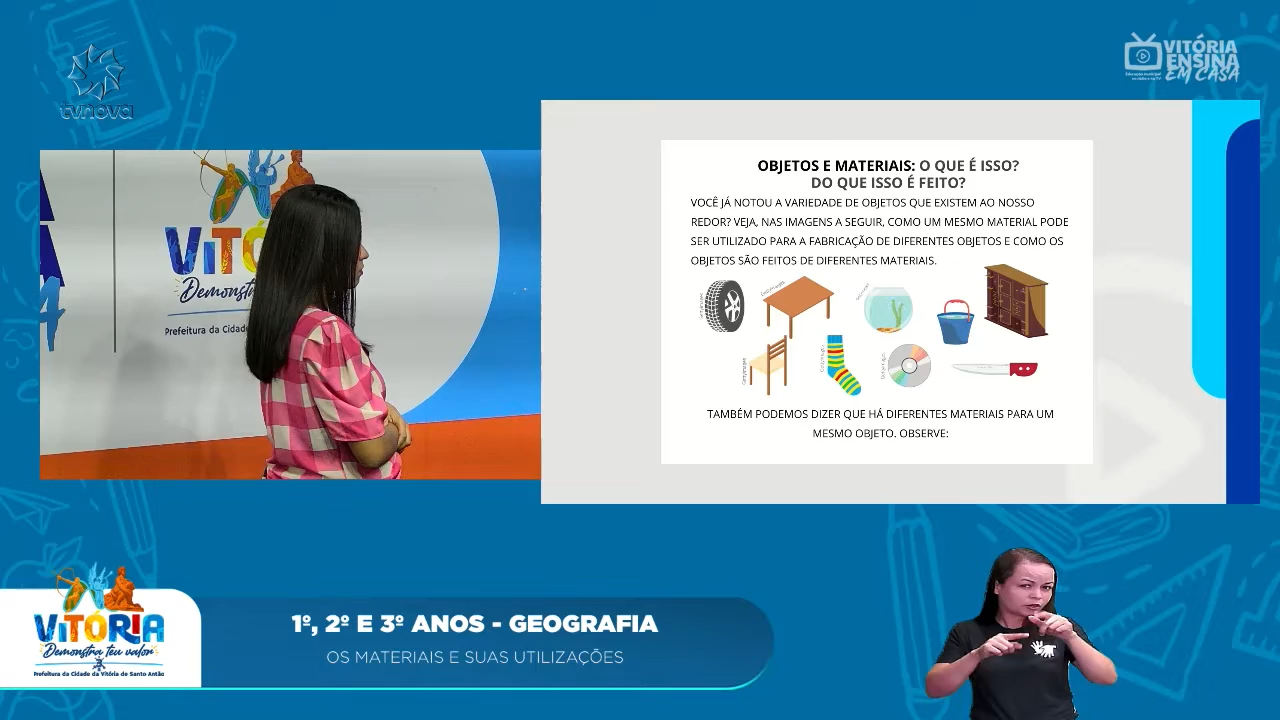 tvnova
VITÓRIA
ENSINA
EM CASA
VITÓ
Demonstra
Prefeitura da Cidade
OBJETOS E MATERIAIS: O QUE É ISSO?
DO QUE ISSO É FEITO?
VOCÊ JÁ NOTOU A VARIEDADE DE OBJETOS QUE EXISTEM AO NOSSO
REDOR? VEJA, NAS IMAGENS A SEGUIR, COMO UM MESMO MATERIAL PODE
SER UTILIZADO PARA A FABRICAÇÃO DE DIFERENTES OBJETOS E COMO OS
OBJETOS SÃO FEITOS DE DIFERENTES MATERIAIS.
TAMBÉM PODEMOS DIZER QUE HÁ DIFERENTES MATERIAIS PARA UM
MESMO OBJETO. OBSERVE:
1º, 2º E 3º ANOS - GEOGRAFIA
OS MATERIAIS E SUAS UTILIZAÇÕES
VITÓRIA
Demonstra teu valor
Prefeitura da Cidade da Vitória de Santo Antão